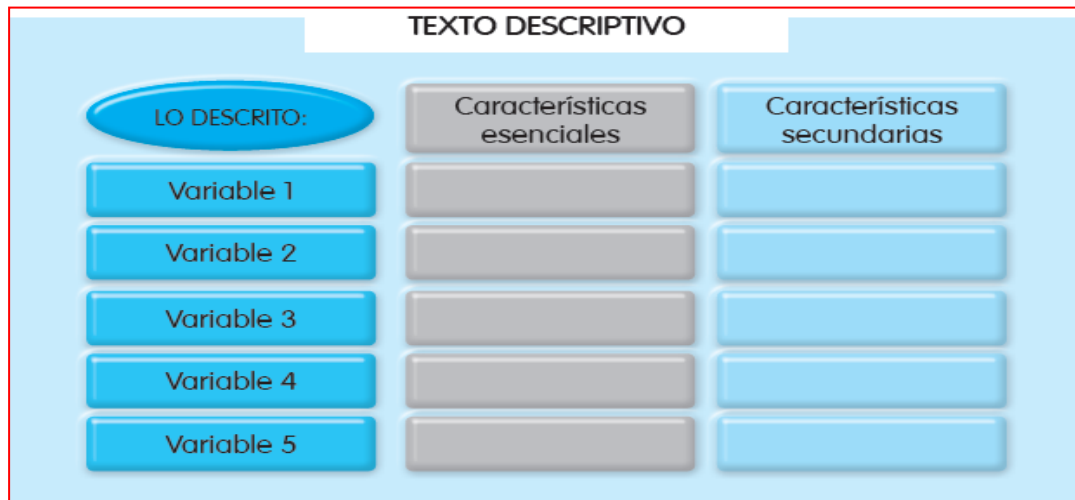 TEXTO DESCRIPTIVO
LO DESCRITO:
Características
esenciales
Características
secundarias
Variable 1
Variable 2
Variable 3
Variable 4
Variable 5